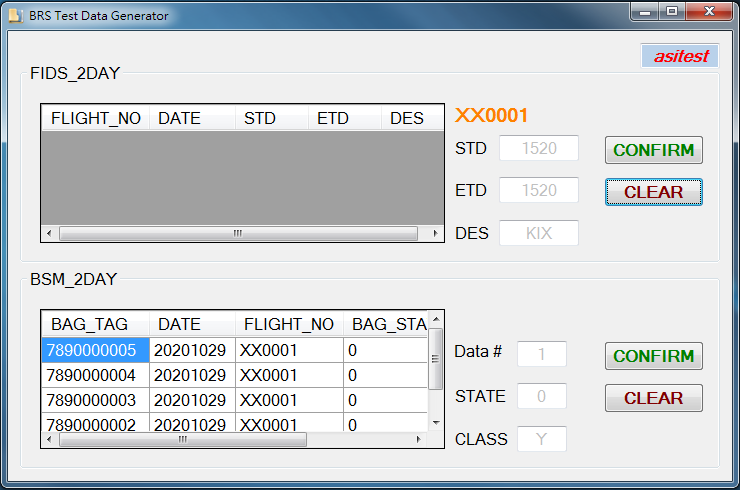 BRS Test Data Generator
asitest
FIDS_2DAY
FLIGHT_NO DATE STD ETD DES
XX0001
STD 1520 CONFIRM
ETD 1520 CLEAR
DES KIX
BSM_2DAY
BAG_TAG DATE FLIGHT_NO BAG_STA
7890000005 20201029 XX0001 0
7890000004 20201029 XX0001 0
7890000003 20201029 XX0001 0
7890000002 20201029 XX0001 0
Data # 1 CONFIRM
STATE 0 CLEAR
CLASS Y